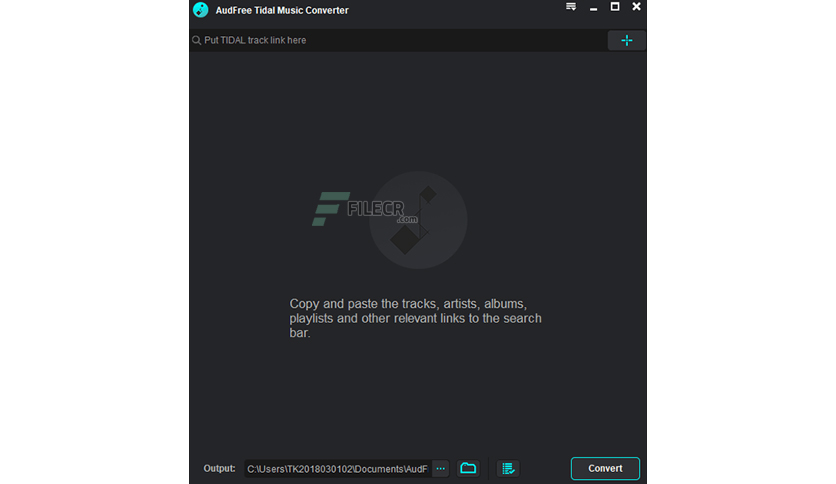 AudFree Tidal Music Converter
Put TIDAL track link here
FILECR
.com
Copy and paste the tracks, artists, albums,
playlists and other relevant links to the search
bar.
Output: C:\Users\TK2018030102\Documents\AudF ... Convert